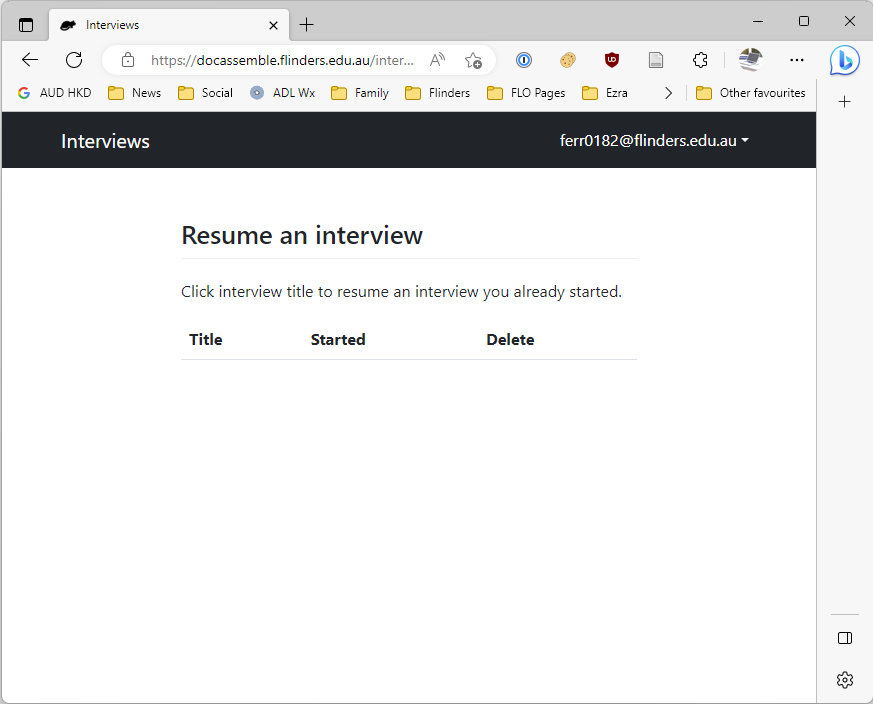 Interviews
https://docassemble.flinders.edu.au/inter...
AUD HKD News Social ADL Wx Family Flinders FLO Pages Ezra Other favourites
Interviews ferr0182@flinders.edu.au
Resume an interview
Click interview title to resume an interview you already started.
Title Started Delete